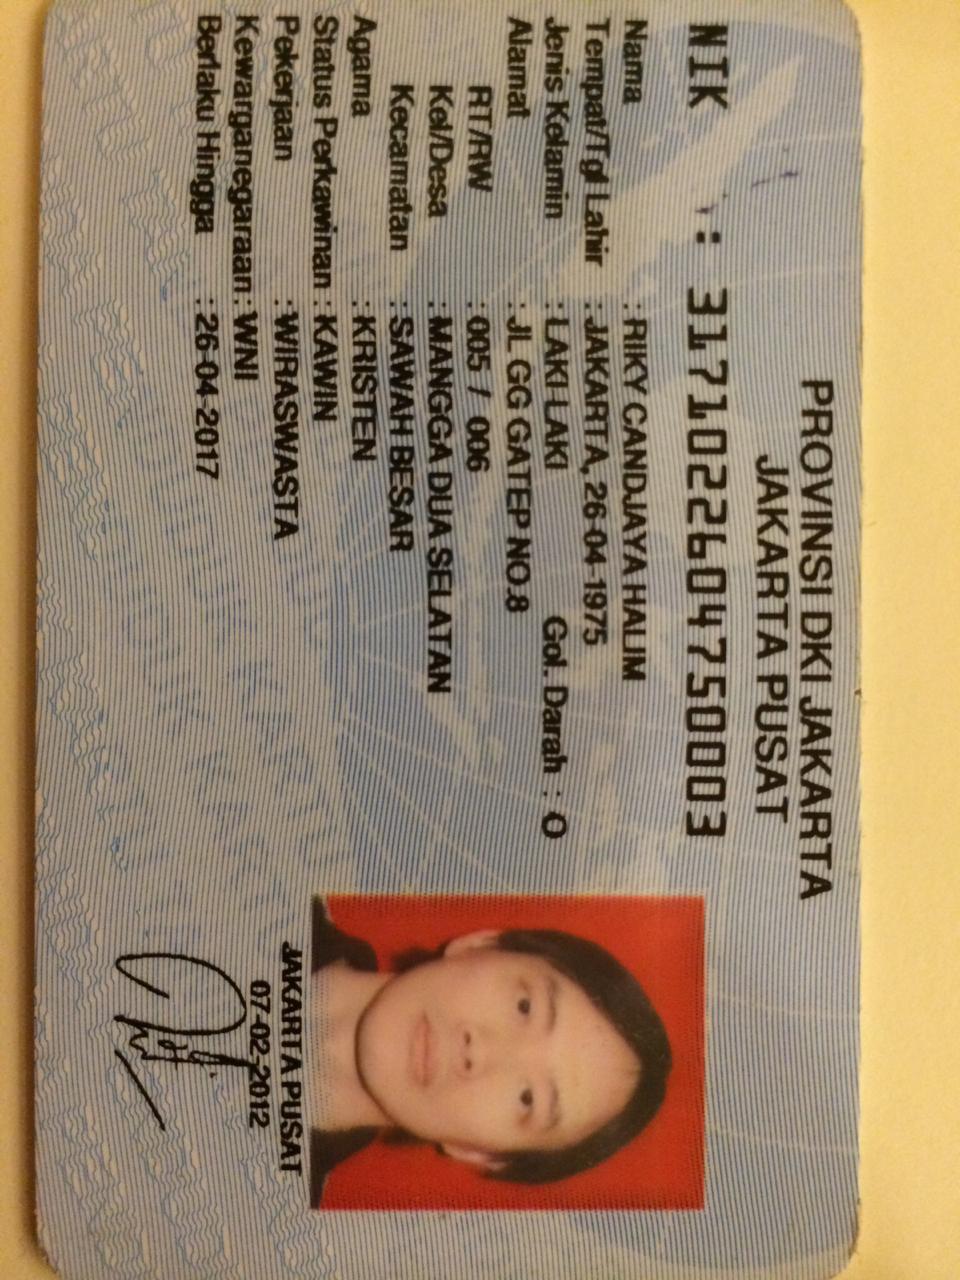 PROVINSI DKI JAKARTA
JAKARTA PUSAT
NIK : 3171022604750003
Nama : RIKY CANDJAYA HALIM
Tempat/Tgl Lahir : JAKARTA, 26-04-1975
Jenis Kelamin : LAKI-LAKI Gol. Darah : O
Alamat : JL GG GATEP NO.8
RT/RW : 005 / 006
Kel/Desa : MANGGA DUA SELATAN
Kecamatan : SAWAH BESAR
Agama : KRISTEN
Status Perkawinan : KAWIN
Pekerjaan : WIRASWASTA
Kewarganegaraan : WNI
Berlaku Hingga : 26-04-2017
JAKARTA PUSAT
07-02-2012